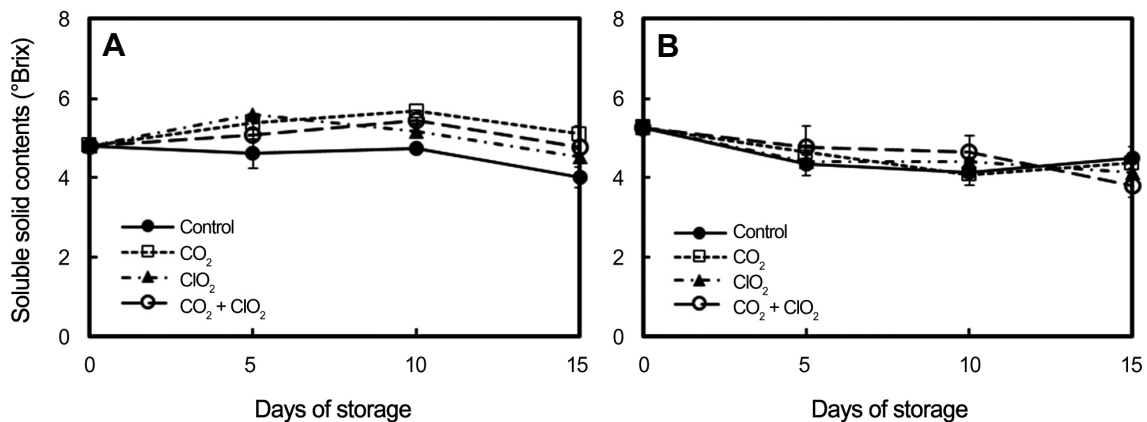 Soluble solid contents (°Brix)
8
6
4
2
0
A
Control
CO₂
ClO₂
CO₂ + ClO₂
0 5 10 15
Days of storage
8
6
4
2
0
B
Control
CO₂
ClO₂
CO₂ + ClO₂
0 5 10 15
Days of storage